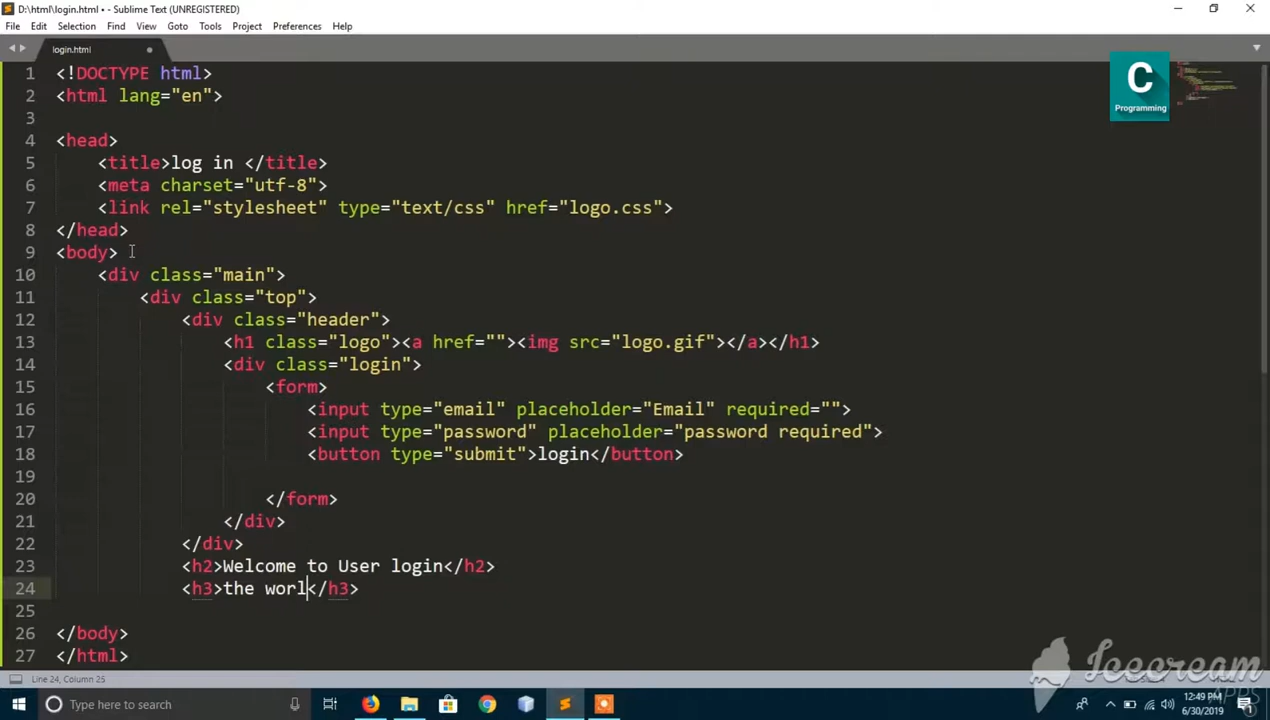 D:\html\login.html • - Sublime Text (UNREGISTERED)
File Edit Selection Find View Goto Tools Project Preferences Help
login.html
C
Programming
1 <!DOCTYPE html>
2 <html lang="en">
3
4 <head>
5 <title>log in </title>
6 <meta charset="utf-8">
7 <link rel="stylesheet" type="text/css" href="logo.css">
8 </head>
9 <body>
10 <div class="main">
11 <div class="top">
12 <div class="header">
13 <h1 class="logo"><a href=""><img src="logo.gif"></a></h1>
14 <div class="login">
15 <form>
16 <input type="email" placeholder="Email" required="">
17 <input type="password" placeholder="password required">
18 <button type="submit">login</button>
19
20 </form>
21 </div>
22 </div>
23 <h2>Welcome to User login</h2>
24 <h3>the worl</h3>
25
26 </body>
27 </html>
Icecream
APPS
Line 24, Column 25
Type here to search
12:49 PM
6/30/2019